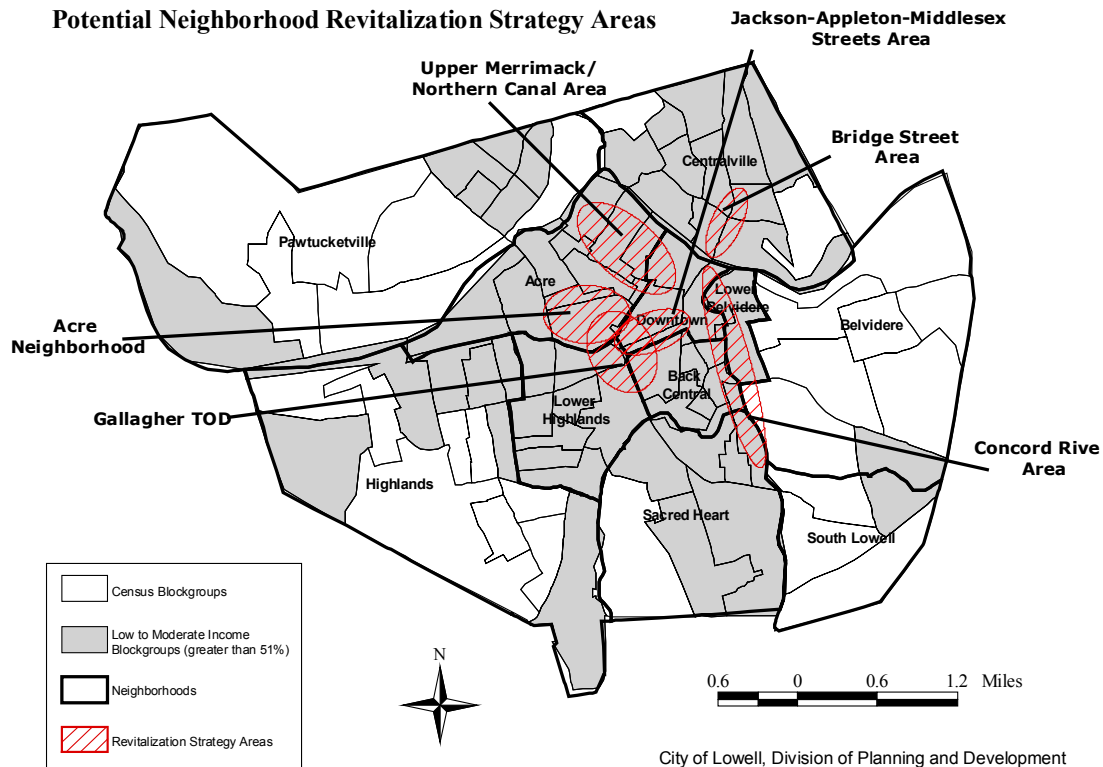 Potential Neighborhood Revitalization Strategy Areas
Jackson-Appleton-Middlesex
Streets Area
Upper Merrimack/
Northern Canal Area
Bridge Street
Area
Centralville
Pawtucketville
Acre
Lower
Belvidere
Downtown
Belvidere
Acre
Neighborhood
Back
Central
Gallagher TOD
Lower
Highlands
Concord Rive
Area
Highlands
Sacred Heart
South Lowell
Census Blockgroups
Low to Moderate Income
Blockgroups (greater than 51%)
Neighborhoods
Revitalization Strategy Areas
N
0.6 0 0.6 1.2 Miles
City of Lowell, Division of Planning and Development